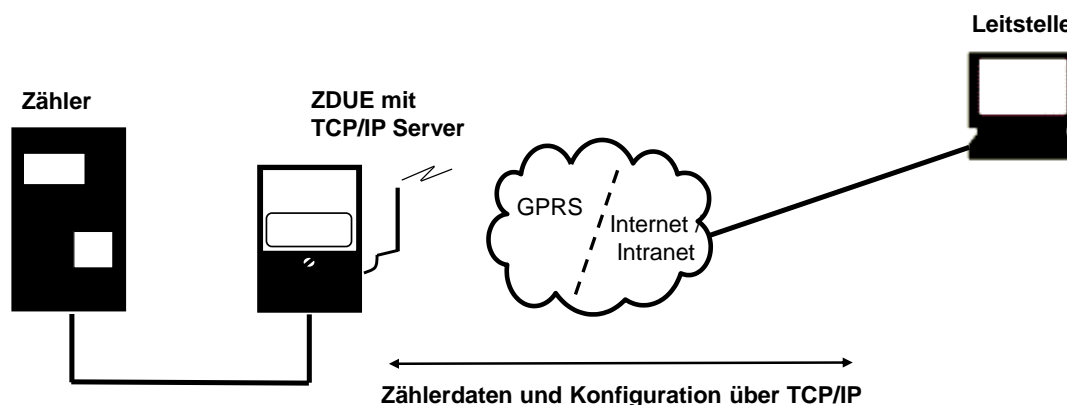 Leitstelle
Zähler
ZDUE mit
TCP/IP Server
GPRS
Internet /
Intranet
Zählerdaten und Konfiguration über TCP/IP